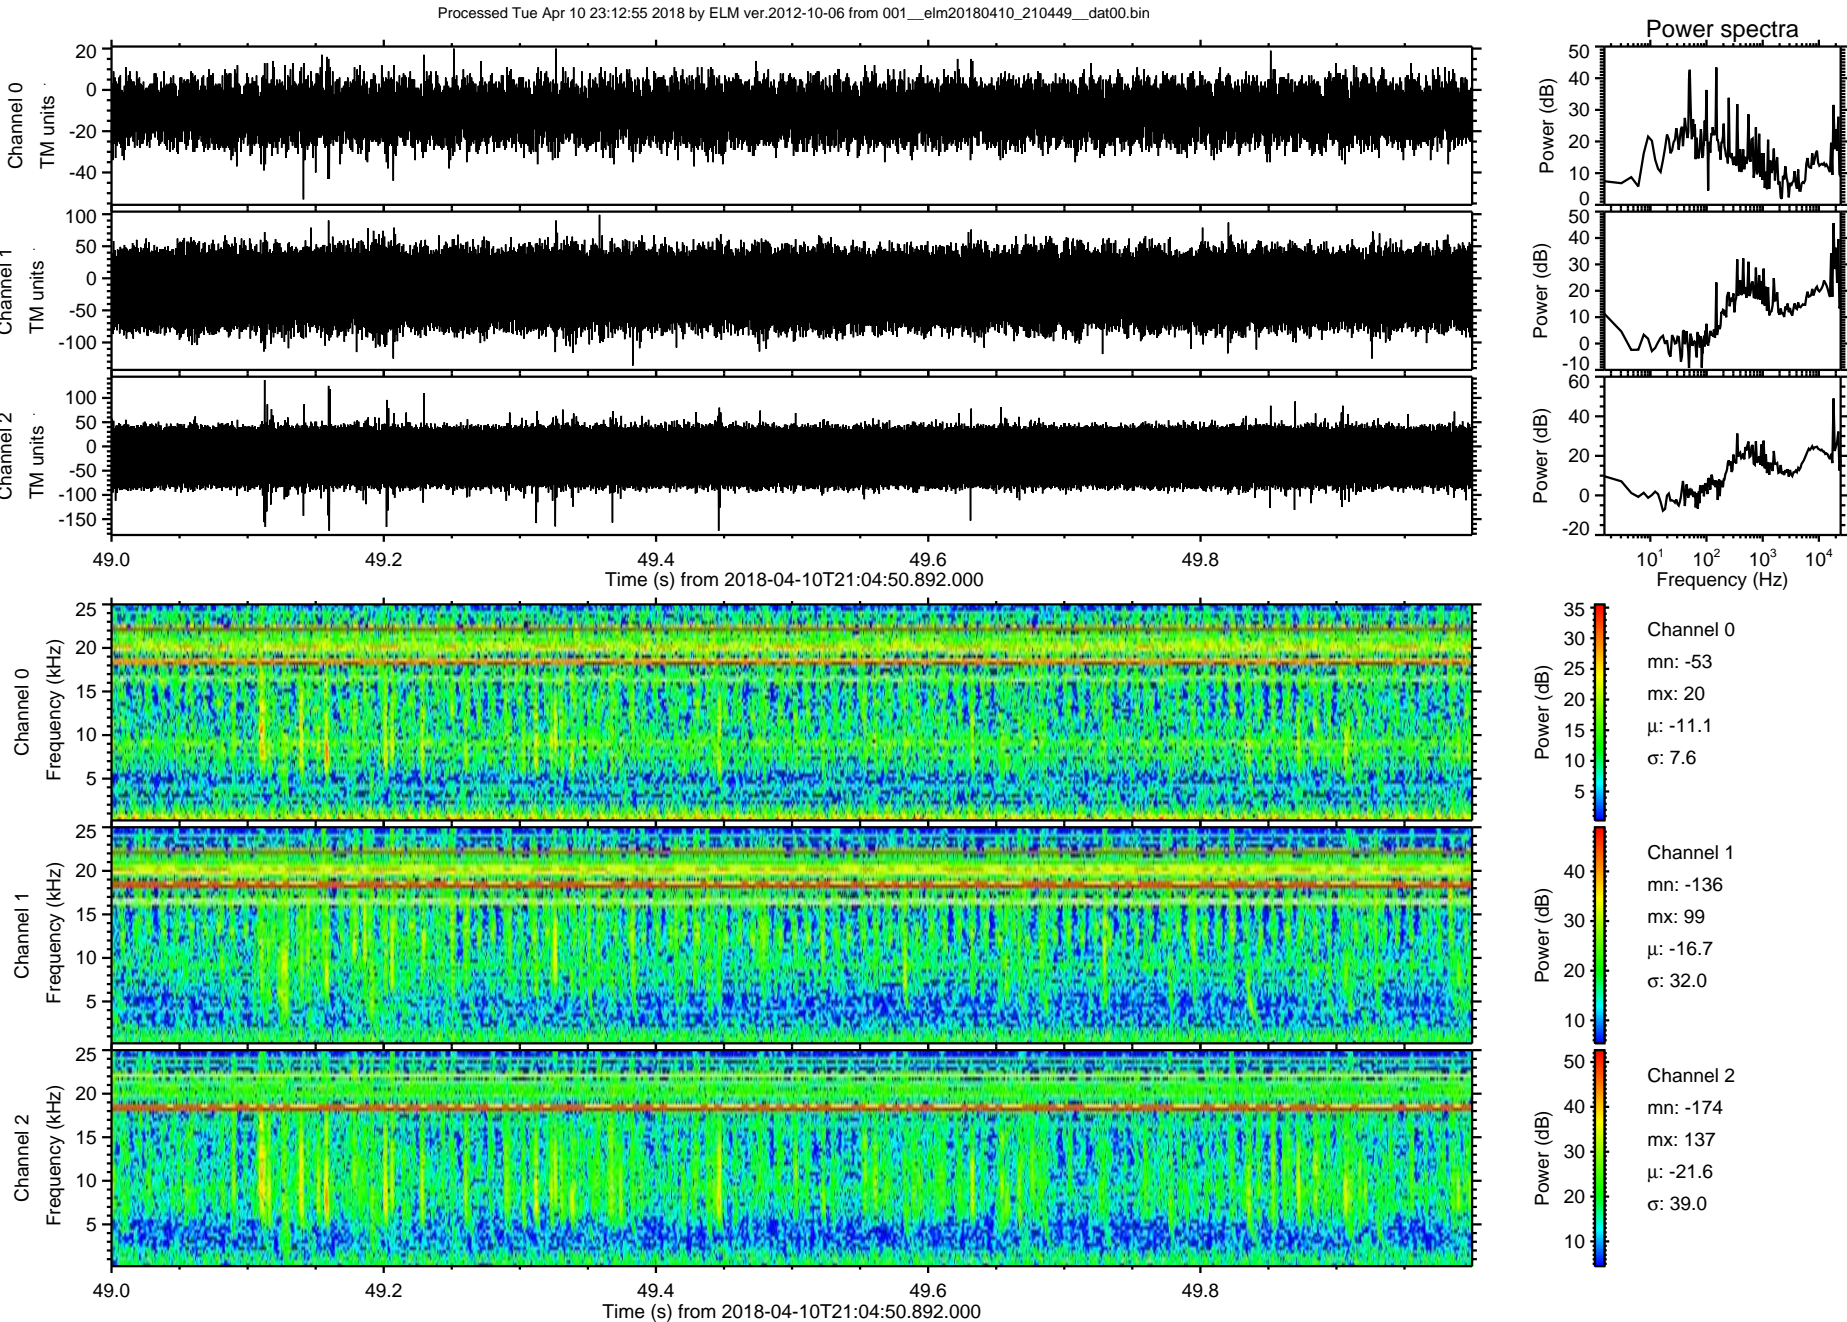 Processed Tue Apr 10 23:12:55 2018 by ELM ver.2012-10-06 from 001__elm20180410_210449__dat00.bin
Power spectra
Channel 0
TM units
20
0
-20
-40
Power (dB)
50
40
30
20
10
0
Channel 1
TM units
100
50
0
-50
-100
Power (dB)
50
40
30
20
10
0
-10
Channel 2
TM units
100
50
0
-50
-100
-150
Power (dB)
60
40
20
0
-20
49.0 49.2 49.4 49.6 49.8
Time (s) from 2018-04-10T21:04:50.892.000
10¹ 10² 10³ 10⁴
Frequency (Hz)
Channel 0
Frequency (kHz)
25
20
15
10
5
Power (dB)
35
30
25
20
15
10
5
Channel 0
mn: -53
mx: 20
μ: -11.1
σ: 7.6
Channel 1
Frequency (kHz)
25
20
15
10
5
Power (dB)
40
30
20
10
Channel 1
mn: -136
mx: 99
μ: -16.7
σ: 32.0
Channel 2
Frequency (kHz)
25
20
15
10
5
Power (dB)
50
40
30
20
10
Channel 2
mn: -174
mx: 137
μ: -21.6
σ: 39.0
49.0 49.2 49.4 49.6 49.8
Time (s) from 2018-04-10T21:04:50.892.000